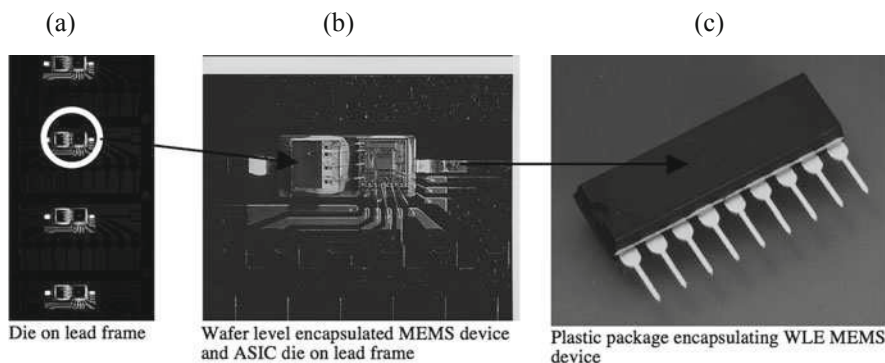 (a) (b) (c)
Die on lead frame
Wafer level encapsulated MEMS device
and ASIC die on lead frame
Plastic package encapsulating WLE MEMS
device